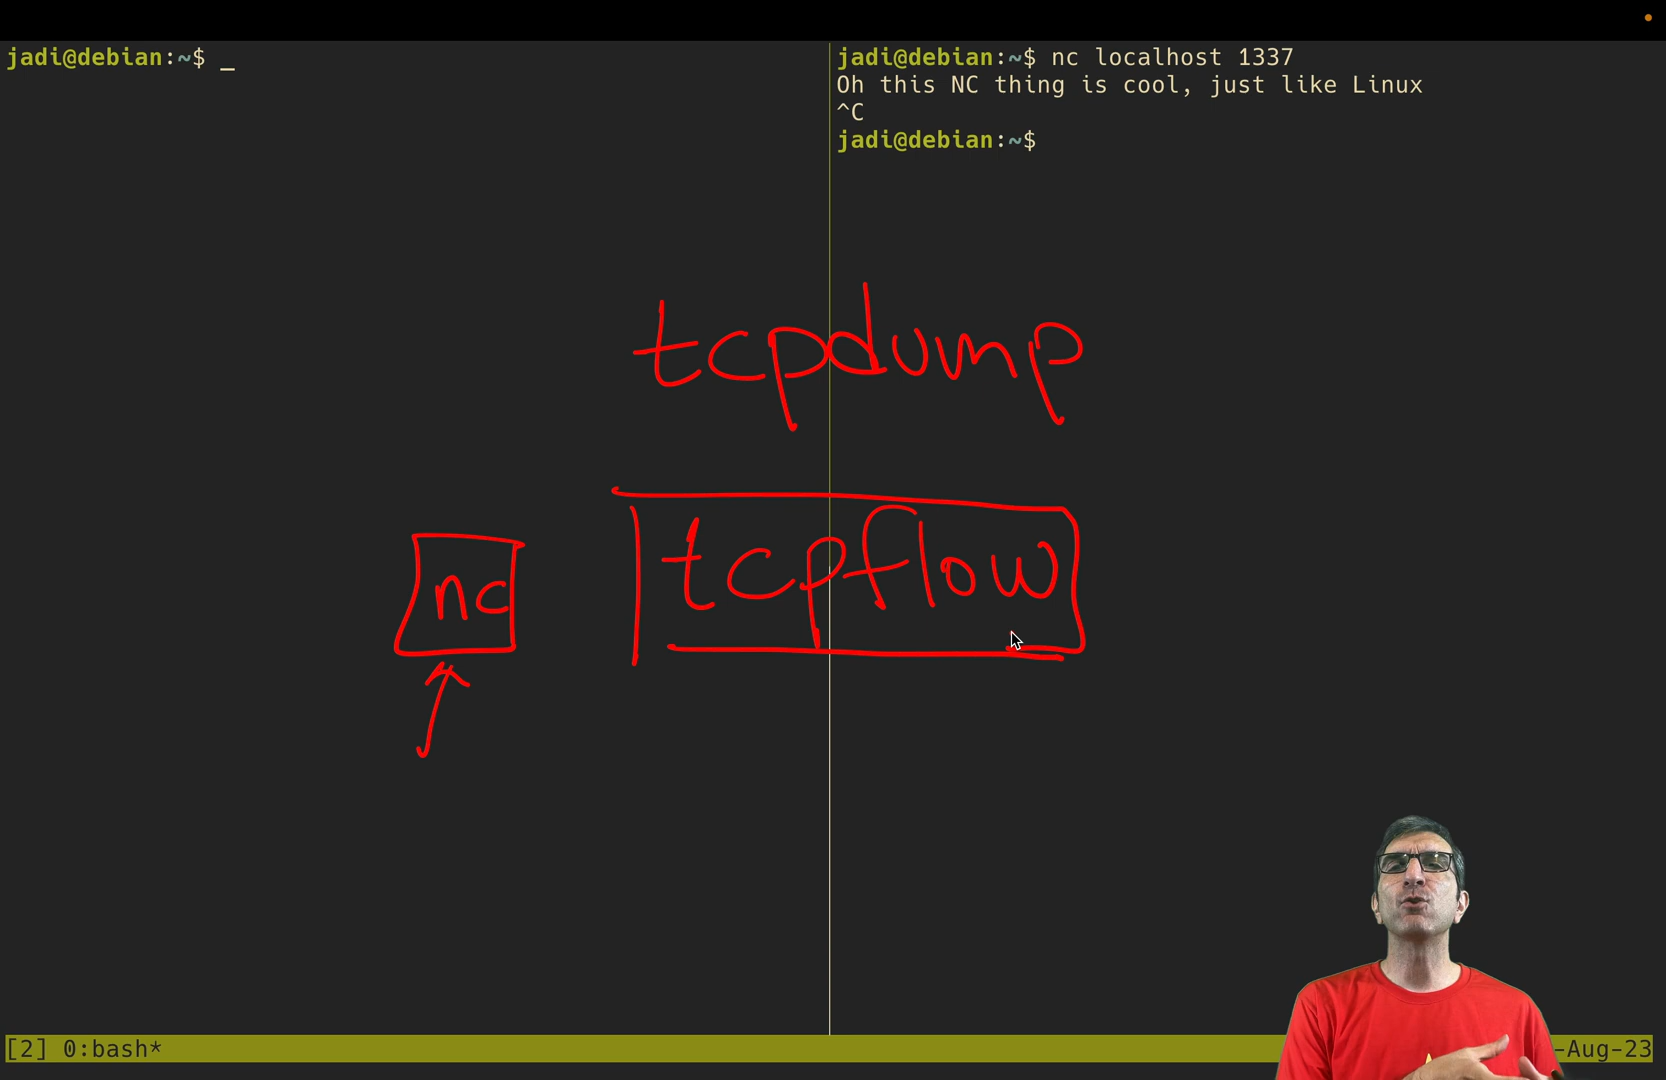 jadi@debian:~$ _
jadi@debian:~$ nc localhost 1337
Oh this NC thing is cool, just like Linux
^C
jadi@debian:~$
tcpdump
nc
tcpflow
[2] 0:bash*
-Aug-23